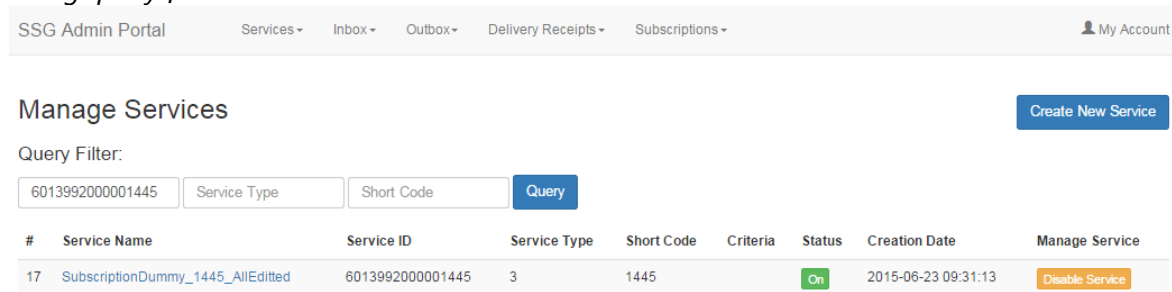 SSG Admin Portal Services Inbox Outbox Delivery Receipts Subscriptions My Account
Manage Services Create New Service
Query Filter:
6013992000001445 Service Type Short Code Query
# Service Name Service ID Service Type Short Code Criteria Status Creation Date Manage Service
17 SubscriptionDummy_1445_AllEditted 6013992000001445 3 1445 On 2015-06-23 09:31:13 Disable Service